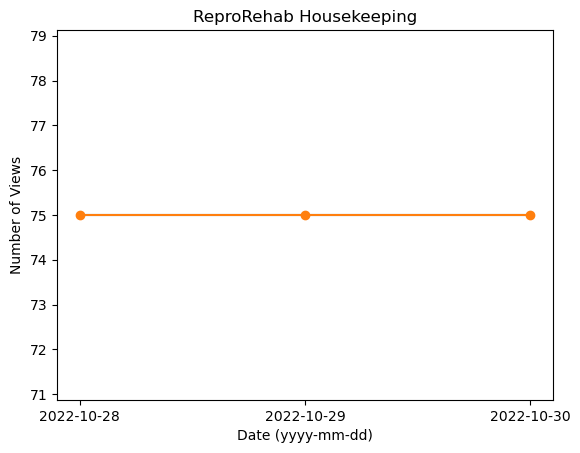 ReproRehab Housekeeping
Number of Views
79
78
77
76
75
74
73
72
71
2022-10-28 2022-10-29 2022-10-30
Date (yyyy-mm-dd)